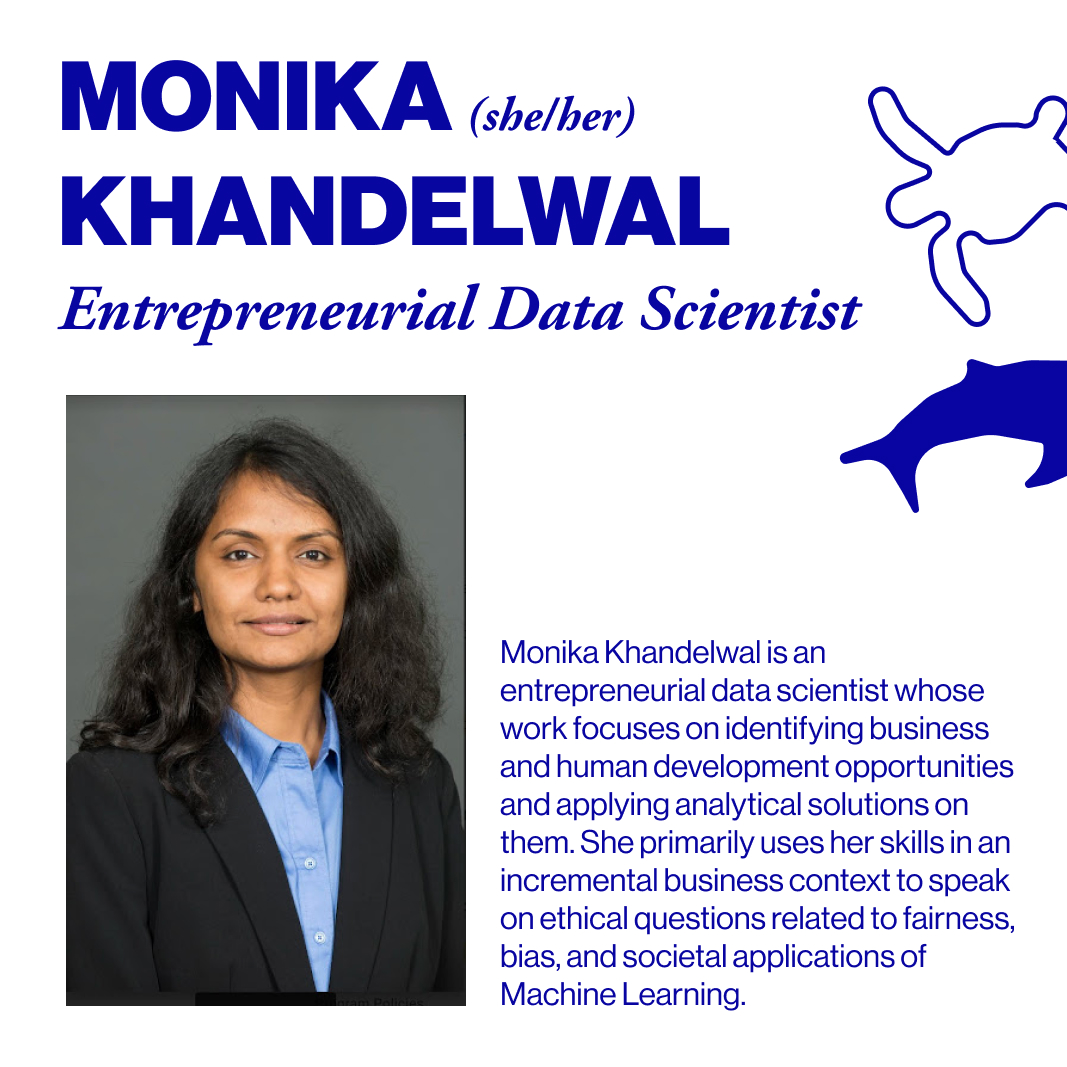 MONIKA (she/her)
KHANDELWAL
Entrepreneurial Data Scientist
Monika Khandelwal is an
entrepreneurial data scientist whose
work focuses on identifying business
and human development opportunities
and applying analytical solutions on
them. She primarily uses her skills in an
incremental business context to speak
on ethical questions related to fairness,
bias, and societal applications of
Machine Learning.
Policies